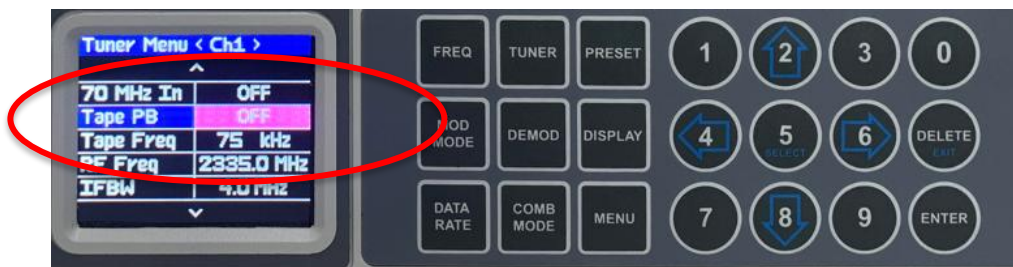 Tuner Menu < Ch1 >
70 MHz In OFF
Tape PB OFF
Tape Freq 75 kHz
RF Freq 2335.0 MHz
IFBW 4.0 MHz
FREQ TUNER PRESET 1 2 3 0
MOD MODE DEMOD DISPLAY 4 5 SELECT 6 DELETE EXIT
DATA RATE COMB MODE MENU 7 8 9 ENTER